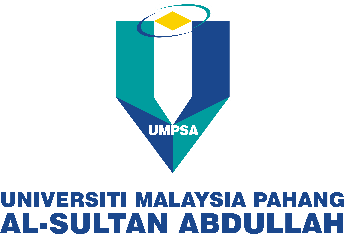 UMPSA
UNIVERSITI MALAYSIA PAHANG
AL-SULTAN ABDULLAH